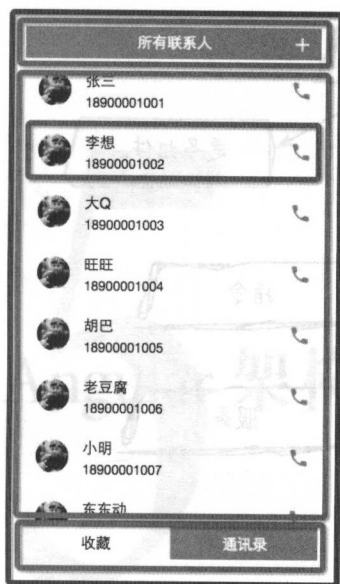 所有联系人 +
张三
18900001001
李想
18900001002
大Q
18900001003
旺旺
18900001004
胡巴
18900001005
老豆腐
18900001006
小明
18900001007
东东动
收藏 通讯录